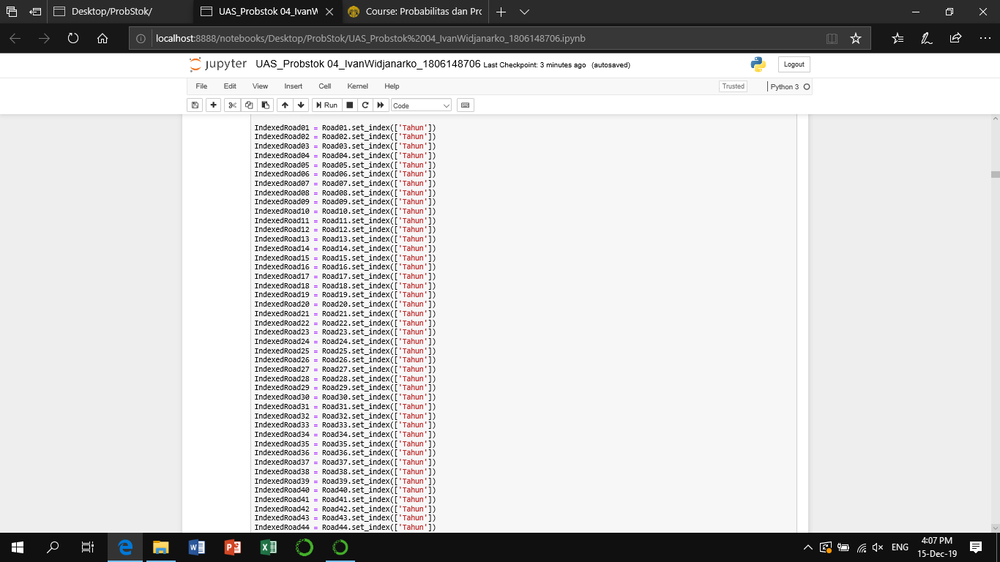 Desktop/ProbStok/
UAS_Probstok 04_IvanW
Course: Probabilitas dan Pro
localhost:8888/notebooks/Desktop/ProbStok/UAS_Probstok%2004_IvanWidjanarko_1806148706.ipynb
jupyter UAS_Probstok 04_IvanWidjanarko_1806148706 Last Checkpoint: 3 minutes ago (autosaved)
Logout
File Edit View Insert Cell Kernel Help
Trusted
Python 3
Run
Code
IndexedRoad01 = Road01.set_index(['Tahun'])
IndexedRoad02 = Road02.set_index(['Tahun'])
IndexedRoad03 = Road03.set_index(['Tahun'])
IndexedRoad04 = Road04.set_index(['Tahun'])
IndexedRoad05 = Road05.set_index(['Tahun'])
IndexedRoad06 = Road06.set_index(['Tahun'])
IndexedRoad07 = Road07.set_index(['Tahun'])
IndexedRoad08 = Road08.set_index(['Tahun'])
IndexedRoad09 = Road09.set_index(['Tahun'])
IndexedRoad10 = Road10.set_index(['Tahun'])
IndexedRoad11 = Road11.set_index(['Tahun'])
IndexedRoad12 = Road12.set_index(['Tahun'])
IndexedRoad13 = Road13.set_index(['Tahun'])
IndexedRoad14 = Road14.set_index(['Tahun'])
IndexedRoad15 = Road15.set_index(['Tahun'])
IndexedRoad16 = Road16.set_index(['Tahun'])
IndexedRoad17 = Road17.set_index(['Tahun'])
IndexedRoad18 = Road18.set_index(['Tahun'])
IndexedRoad19 = Road19.set_index(['Tahun'])
IndexedRoad20 = Road20.set_index(['Tahun'])
IndexedRoad21 = Road21.set_index(['Tahun'])
IndexedRoad22 = Road22.set_index(['Tahun'])
IndexedRoad23 = Road23.set_index(['Tahun'])
IndexedRoad24 = Road24.set_index(['Tahun'])
IndexedRoad25 = Road25.set_index(['Tahun'])
IndexedRoad26 = Road26.set_index(['Tahun'])
IndexedRoad27 = Road27.set_index(['Tahun'])
IndexedRoad28 = Road28.set_index(['Tahun'])
IndexedRoad29 = Road29.set_index(['Tahun'])
IndexedRoad30 = Road30.set_index(['Tahun'])
IndexedRoad31 = Road31.set_index(['Tahun'])
IndexedRoad32 = Road32.set_index(['Tahun'])
IndexedRoad33 = Road33.set_index(['Tahun'])
IndexedRoad34 = Road34.set_index(['Tahun'])
IndexedRoad35 = Road35.set_index(['Tahun'])
IndexedRoad36 = Road36.set_index(['Tahun'])
IndexedRoad37 = Road37.set_index(['Tahun'])
IndexedRoad38 = Road38.set_index(['Tahun'])
IndexedRoad39 = Road39.set_index(['Tahun'])
IndexedRoad40 = Road40.set_index(['Tahun'])
IndexedRoad41 = Road41.set_index(['Tahun'])
IndexedRoad42 = Road42.set_index(['Tahun'])
IndexedRoad43 = Road43.set_index(['Tahun'])
IndexedRoad44 = Road44.set_index(['Tahun'])
ENG
4:07 PM
15-Dec-19